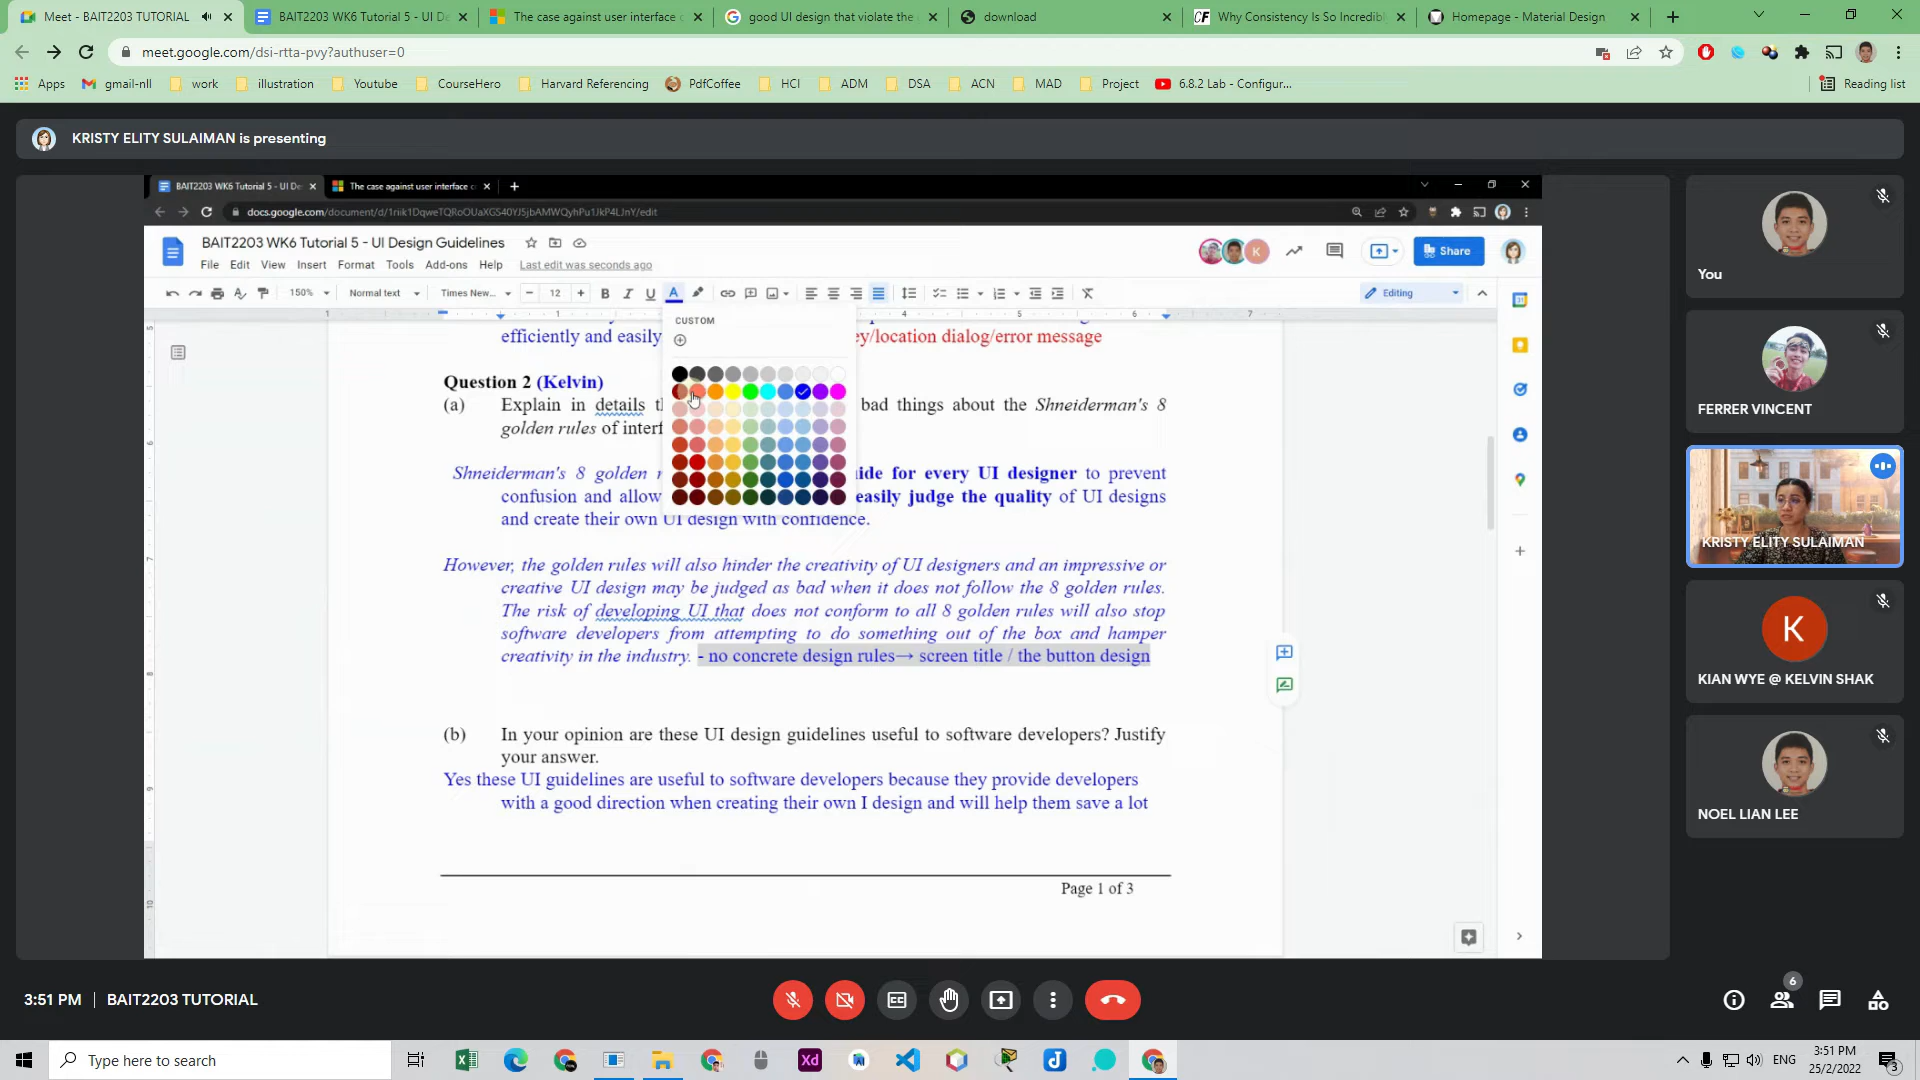 Meet - BAIT2203 TUTORIAL
BAIT2203 WK6 Tutorial 5 - UI De
The case against user interface c
good UI design that violate the
download
Why Consistency Is So Incredib
Homepage - Material Design
meet.google.com/dsi-rtta-pvy?authuser=0
Apps
gmail-nll
work
illustration
Youtube
CourseHero
Harvard Referencing
PdfCoffee
HCI
ADM
DSA
ACN
MAD
Project
6.8.2 Lab - Configur...
Reading list
KRISTY ELITY SULAIMAN is presenting
BAIT2203 WK6 Tutorial 5 - UI De
The case against user interface c
BAIT2203 WK6 Tutorial 5 - UI Design Guidelines
Share
File Edit View Insert Format Tools Add-ons Help Last edit was seconds ago
150% Normal text Times New... 12 Editing
CUSTOM
efficiently and easily
/location dialog/error message
Question 2 (Kelvin)
(a) Explain in details bad things about the Shneiderman's 8
golden rules of
Shneiderman's 8 golden for every UI designer to prevent
confusion and allow easily judge the quality of UI designs
and create their own UI design with confidence.
However, the golden rules will also hinder the creativity of UI designers and an impressive or
creative UI design may be judged as bad when it does not follow the 8 golden rules.
The risk of developing UI that does not conform to all 8 golden rules will also stop
software developers from attempting to do something out of the box and hamper
creativity in the industry. - no concrete design rules→ screen title / the button design
(b) In your opinion are these UI design guidelines useful to software developers? Justify
your answer.
Yes these UI guidelines are useful to software developers because they provide developers
with a good direction when creating their own I design and will help them save a lot
Page 1 of 3
You
FERRER VINCENT
KRISTY ELITY SULAIMAN
K
KIAN WYE @ KELVIN SHAK
NOEL LIAN LEE
3:51 PM | BAIT2203 TUTORIAL
6
Type here to search
ENG
3:51 PM
25/2/2022
3